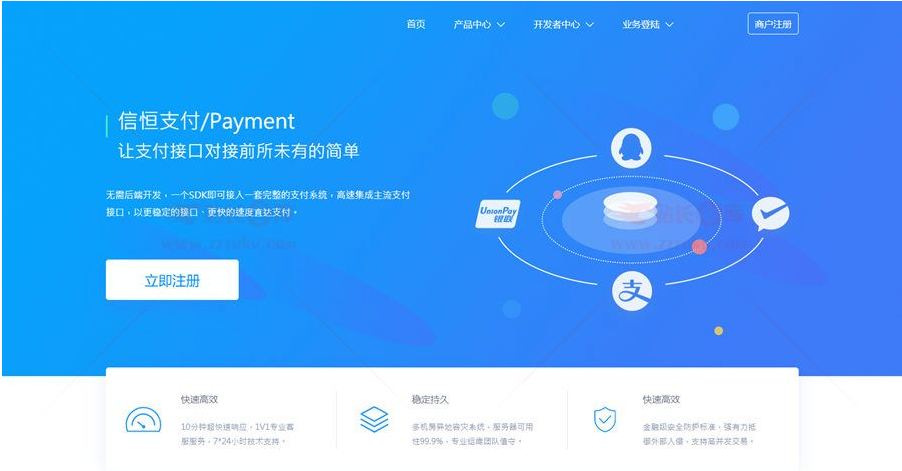 首页
产品中心
开发者中心
业务登陆
商户注册
信恒支付/Payment
让支付接口对接前所未有的简单
无需后端开发，一个SDK即可接入一套完整的支付系统，高速集成主流支付
接口，以更稳定的接口、更快的速度直达支付。
立即注册
UnionPay
银联
支
快速高效
10分钟超快速响应，1V1专业客
服服务，7*24小时技术支持。
稳定持久
多机房异地容灾系统，服务器可用
性99.9%，专业运维团队值守。
快速高效
金融级安全防护标准，强有力抵
御外部入侵，支持高并发交易。